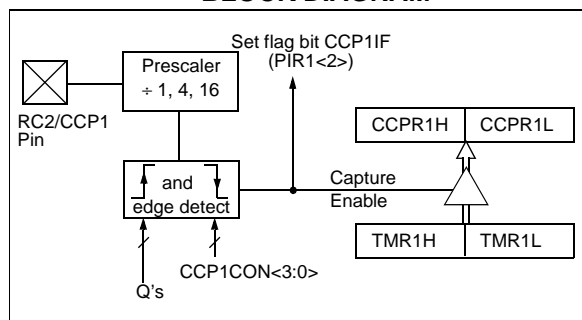 BLOCK DIAGRAM
Set flag bit CCP1IF
(PIR1<2>)
Prescaler
÷ 1, 4, 16
RC2/CCP1
Pin
CCPR1H
CCPR1L
and
edge detect
Capture
Enable
TMR1H
TMR1L
CCP1CON<3:0>
Q's